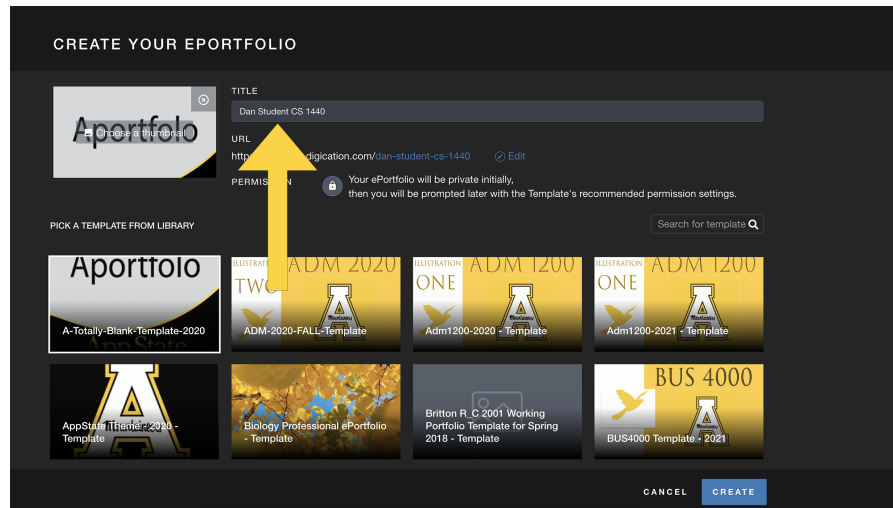 CREATE YOUR EPORTFOLIO
Aportfolio
Choose a thumbnail
TITLE
Dan Student CS 1440
URL
digication.com/dan-student-cs-1440
Edit
PERMISSION
Your ePortfolio will be private initially,
then you will be prompted later with the Template's recommended permission settings.
PICK A TEMPLATE FROM LIBRARY
Search for template
Aportfolio
App State
A-Totally-Blank-Template-2020
ILLUSTRATI
ADM 2020
TWO
ADM-2020-FALL-Template
ILLUSTRATION
ADM 1200
ONE
Adm1200-2020 - Template
ILLUSTRATION
ADM 1200
ONE
Adm1200-2021 - Template
AppState Theme - 2020 -
Template
Biology Professional ePortfolio
- Template
Britton R_C 2001 Working
Portfolio Template for Spring
2018 - Template
BUS 4000
BUS4000 Template - 2021
CANCEL
CREATE